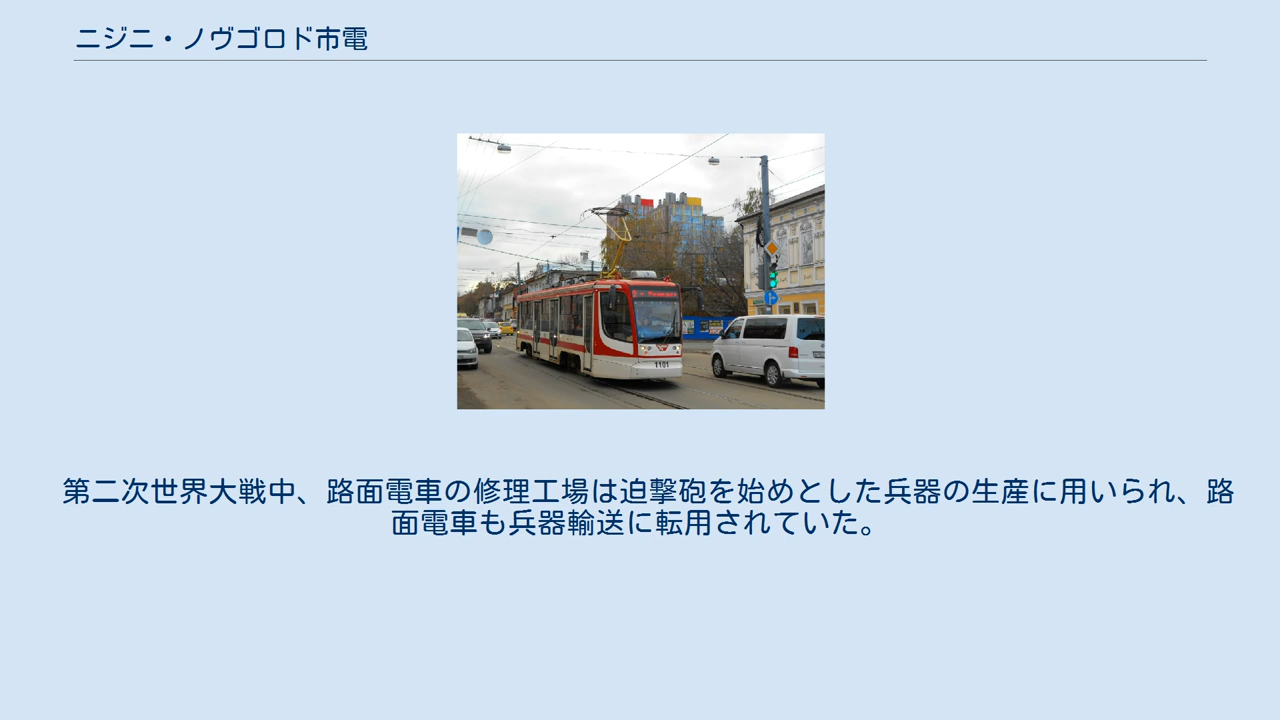 ニジニ・ノヴゴロド市電
1101
第二次世界大戦中、路面電車の修理工場は迫撃砲を始めとした兵器の生産に用いられ、路
面電車も兵器輸送に転用されていた。